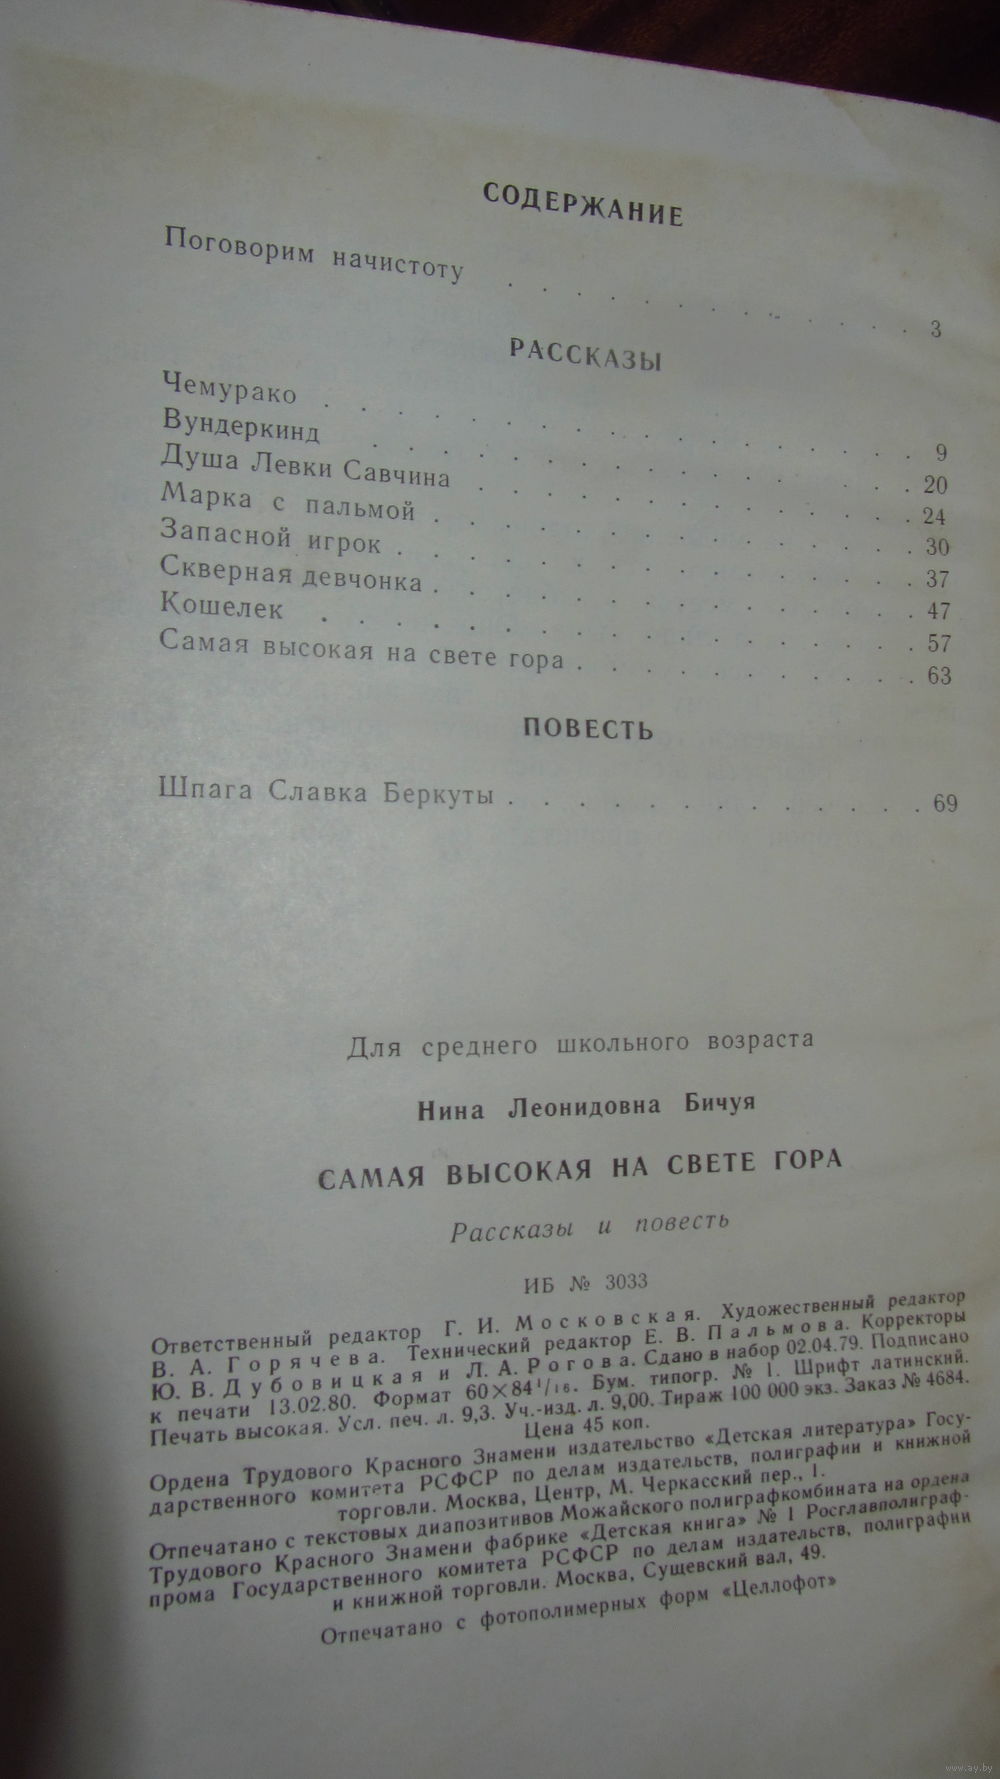 СОДЕРЖАНИЕ
Поговорим начистоту . . . . . . . . . . . . 3
РАССКАЗЫ
Чемурако . . . . . . . . . . . . . . . . 9
Вундеркинд . . . . . . . . . . . . . . . 20
Душа Левки Савчина . . . . . . . . . . . . 24
Марка с пальмой . . . . . . . . . . . . . 30
Запасной игрок . . . . . . . . . . . . . . 37
Скверная девчонка . . . . . . . . . . . . . 47
Кошелек . . . . . . . . . . . . . . . . 57
Самая высокая на свете гора . . . . . . . . . . 63
ПОВЕСТЬ
Шпага Славка Беркуты . . . . . . . . . . . . 69
Для среднего школьного возраста
Нина Леонидовна Бичуя
САМАЯ ВЫСОКАЯ НА СВЕТЕ ГОРА
Рассказы и повесть
ИБ № 3033
Ответственный редактор Г. И. Московская. Художественный редактор
В. А. Горячева. Технический редактор Е. В. Пальмова. Корректоры
Ю. В. Дубовицкая и Л. А. Рогова. Сдано в набор 02.04.79. Подписано
к печати 13.02.80. Формат 60×84¹/₁₆. Бум. типогр. № 1. Шрифт латинский.
Печать высокая. Усл. печ. л. 9,3. Уч.-изд. л. 9,00. Тираж 100 000 экз. Заказ № 4684.
Цена 45 коп.
Ордена Трудового Красного Знамени издательство «Детская литература» Госу-
дарственного комитета РСФСР по делам издательств, полиграфии и книжной
торговли. Москва, Центр, М. Черкасский пер., 1.
Отпечатано с текстовых диапозитивов Можайского полиграфкомбината на ордена
Трудового Красного Знамени фабрике «Детская книга» № 1 Росглавполиграф-
прома Государственного комитета РСФСР по делам издательств, полиграфии
и книжной торговли. Москва, Сущевский вал, 49.
Отпечатано с фотополимерных форм «Целлофот»
www.ay.by